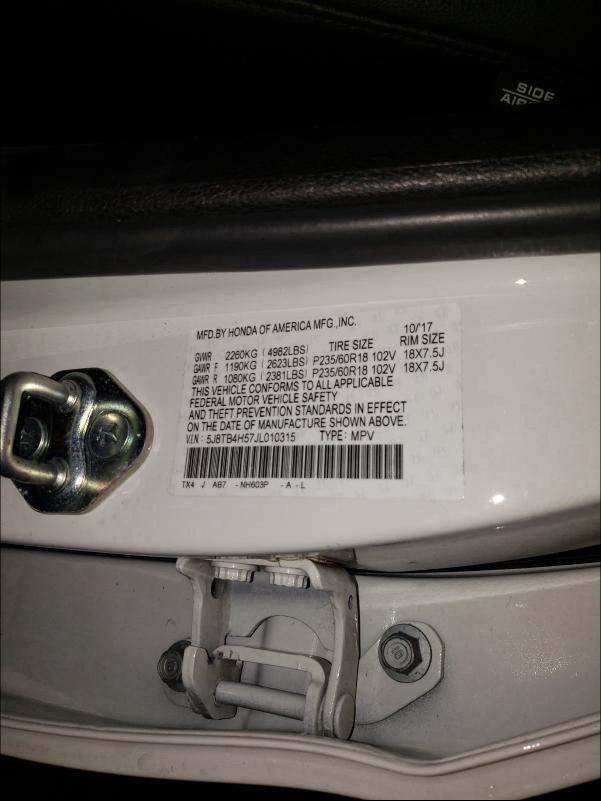 SIDE
MFD.BY HONDA OF AMERICA MFG.,INC. 10/17
TIRE SIZE RIM SIZE
GVWR 2260KG ( 4982LBS)
GAWR F 1190KG ( 2623LBS) P235/60R18 102V 18X7.5J
GAWR R 1080KG ( 2381LBS) P235/60R18 102V 18X7.5J
THIS VEHICLE CONFORMS TO ALL APPLICABLE
FEDERAL MOTOR VEHICLE SAFETY
AND THEFT PREVENTION STANDARDS IN EFFECT
ON THE DATE OF MANUFACTURE SHOWN ABOVE.
V.I.N : 5J8TB4H57JL010315 TYPE: MPV
TX4 J AB7 - NH603P - A - L